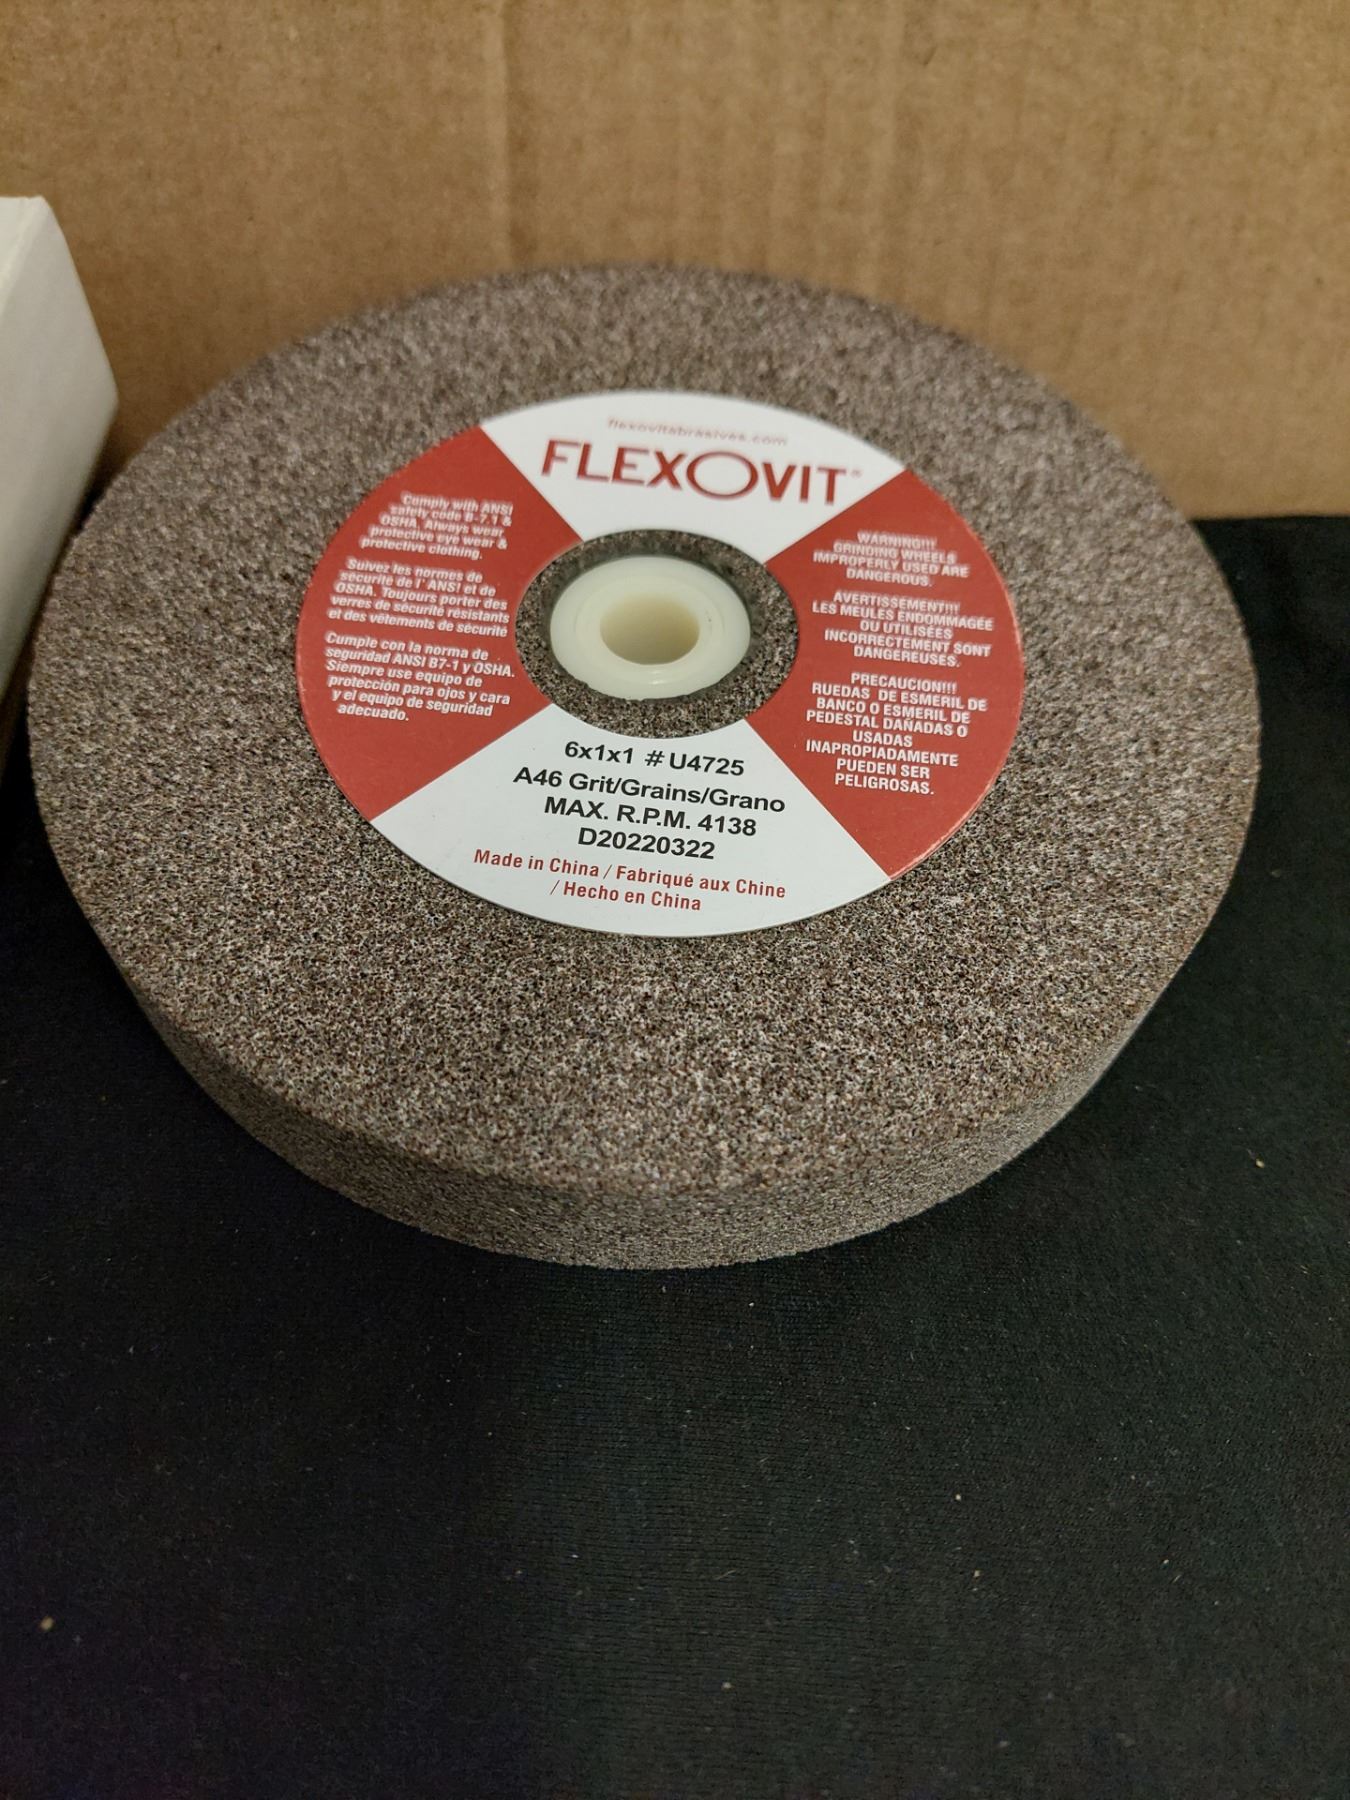 flexovitabrasives.com
FLEXOVIT®
Comply with ANSI
safety code B-7.1 &
OSHA. Always wear
protective eye wear &
protective clothing.
Suivez les normes de
sécurité de l' ANSI et de
OSHA. Toujours porter des
verres de sécurité résistants
et des vétements de sécurité
Cumple con la norma de
seguridad ANSI B7-1 y OSHA.
Siempre use equipo de
protección para ojos y cara
y el equipo de seguridad
adecuado.
WARNING!!!
GRINDING WHEELS
IMPROPERLY USED ARE
DANGEROUS.
AVERTISSEMENT!!!
LES MEULES ENDOMMAGÉE
OU UTILISÉES
INCORRECTEMENT SONT
DANGEREUSES.
PRECAUCION!!!
RUEDAS DE ESMERIL DE
BANCO O ESMERIL DE
PEDESTAL DAÑADAS O
USADAS
INAPROPIADAMENTE
PUEDEN SER
PELIGROSAS.
6x1x1 # U4725
A46 Grit/Grains/Grano
MAX. R.P.M. 4138
D20220322
Made in China / Fabriqué aux Chine
/ Hecho en China